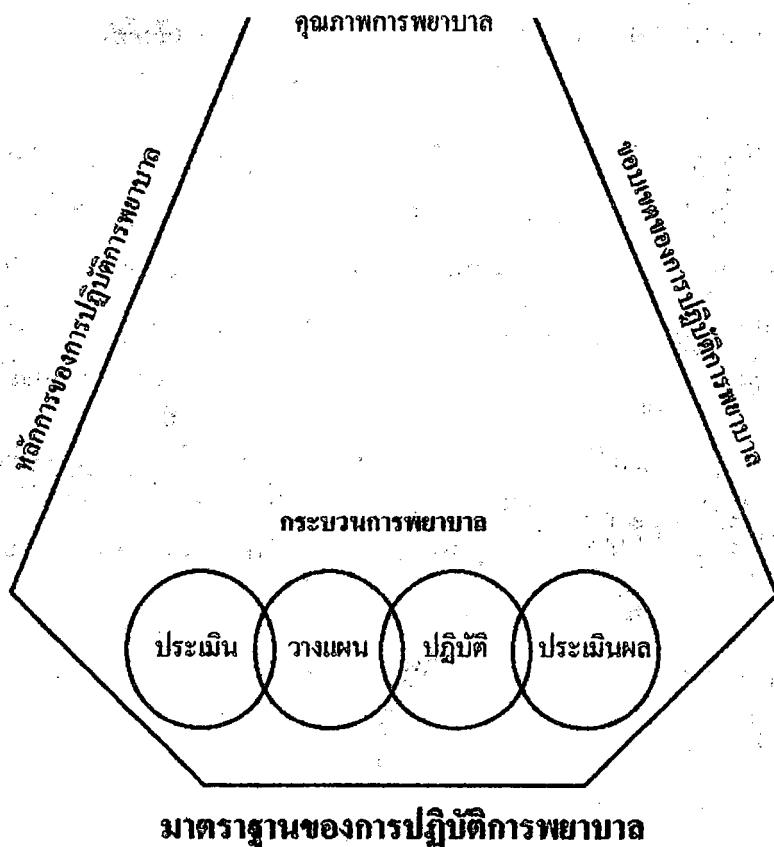 คุณภาพการพยาบาล
หลักการของการปฏิบัติการพยาบาล
ขอบเขตของการปฏิบัติการพยาบาล
กระบวนการพยาบาล
ประเมิน วางแผน ปฏิบัติ ประเมินผล
มาตราฐานของการปฏิบัติการพยาบาล